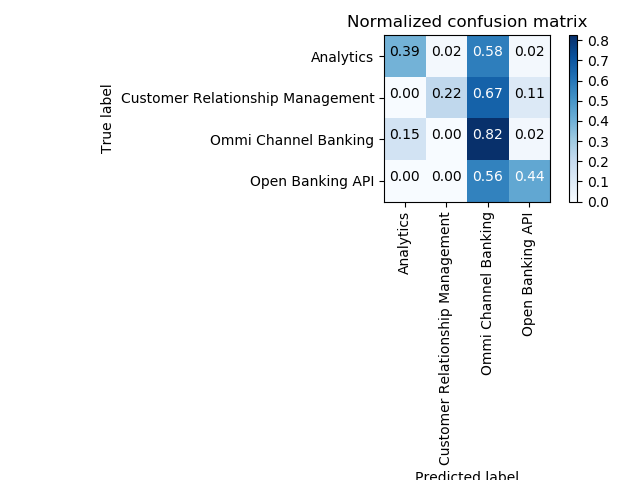 Normalized confusion matrix
True label
Analytics 0.39 0.02 0.58 0.02
Customer Relationship Management 0.00 0.22 0.67 0.11
Ommi Channel Banking 0.15 0.00 0.82 0.02
Open Banking API 0.00 0.00 0.56 0.44
Analytics
Customer Relationship Management
Ommi Channel Banking
Open Banking API
Predicted label
0.8
0.7
0.6
0.5
0.4
0.3
0.2
0.1
0.0